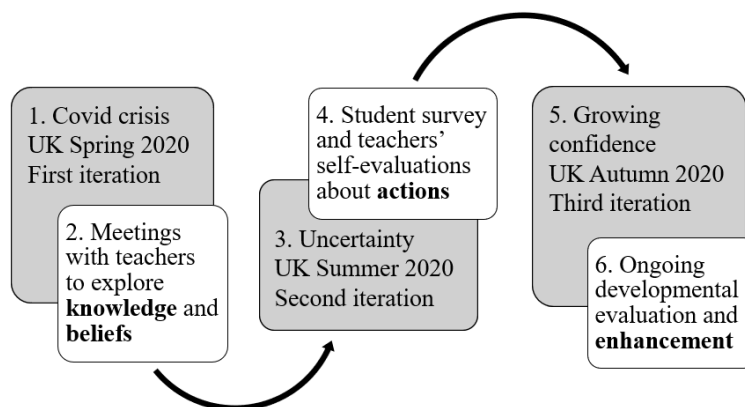 1. Covid crisis
UK Spring 2020
First iteration
2. Meetings
with teachers
to explore
knowledge and
beliefs
3. Uncertainty
UK Summer 2020
Second iteration
4. Student survey
and teachers’
self-evaluations
about actions
5. Growing
confidence
UK Autumn 2020
Third iteration
6. Ongoing
developmental
evaluation and
enhancement